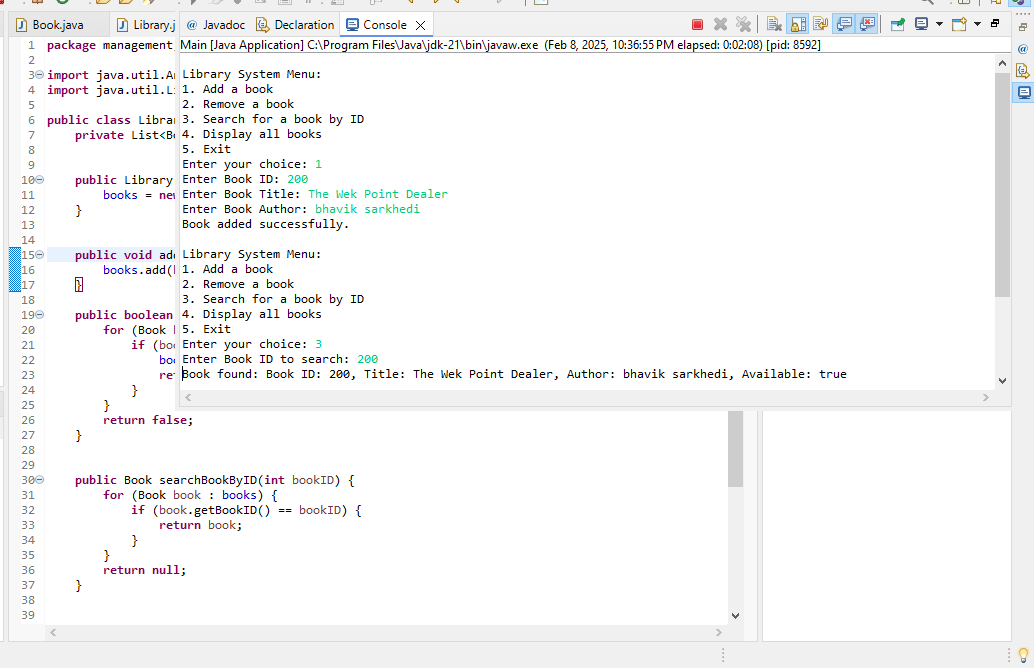 Book.java
Library.j
Javadoc
Declaration
Console
Main [Java Application] C:\Program Files\Java\jdk-21\bin\javaw.exe (Feb 8, 2025, 10:36:55 PM elapsed: 0:02:08) [pid: 8592]
Library System Menu:
1. Add a book
2. Remove a book
3. Search for a book by ID
4. Display all books
5. Exit
Enter your choice: 1
Enter Book ID: 200
Enter Book Title: The Wek Point Dealer
Enter Book Author: bhavik sarkhedi
Book added successfully.
Library System Menu:
1. Add a book
2. Remove a book
3. Search for a book by ID
4. Display all books
5. Exit
Enter your choice: 3
Enter Book ID to search: 200
Book found: Book ID: 200, Title: The Wek Point Dealer, Author: bhavik sarkhedi, Available: true
1 package management
2
3 import java.util.A
4 import java.util.Li
5
6 public class Libra
7 private List<B
8
9
10 public Library
11 books = new
12 }
13
14
15 public void add
16 books.add(
17 }
18
19 public boolean
20 for (Book
21 if (boo
22 boo
23 re
24 }
25 }
26 return false;
27 }
28
29
30 public Book searchBookByID(int bookID) {
31 for (Book book : books) {
32 if (book.getBookID() == bookID) {
33 return book;
34 }
35 }
36 return null;
37 }
38
39